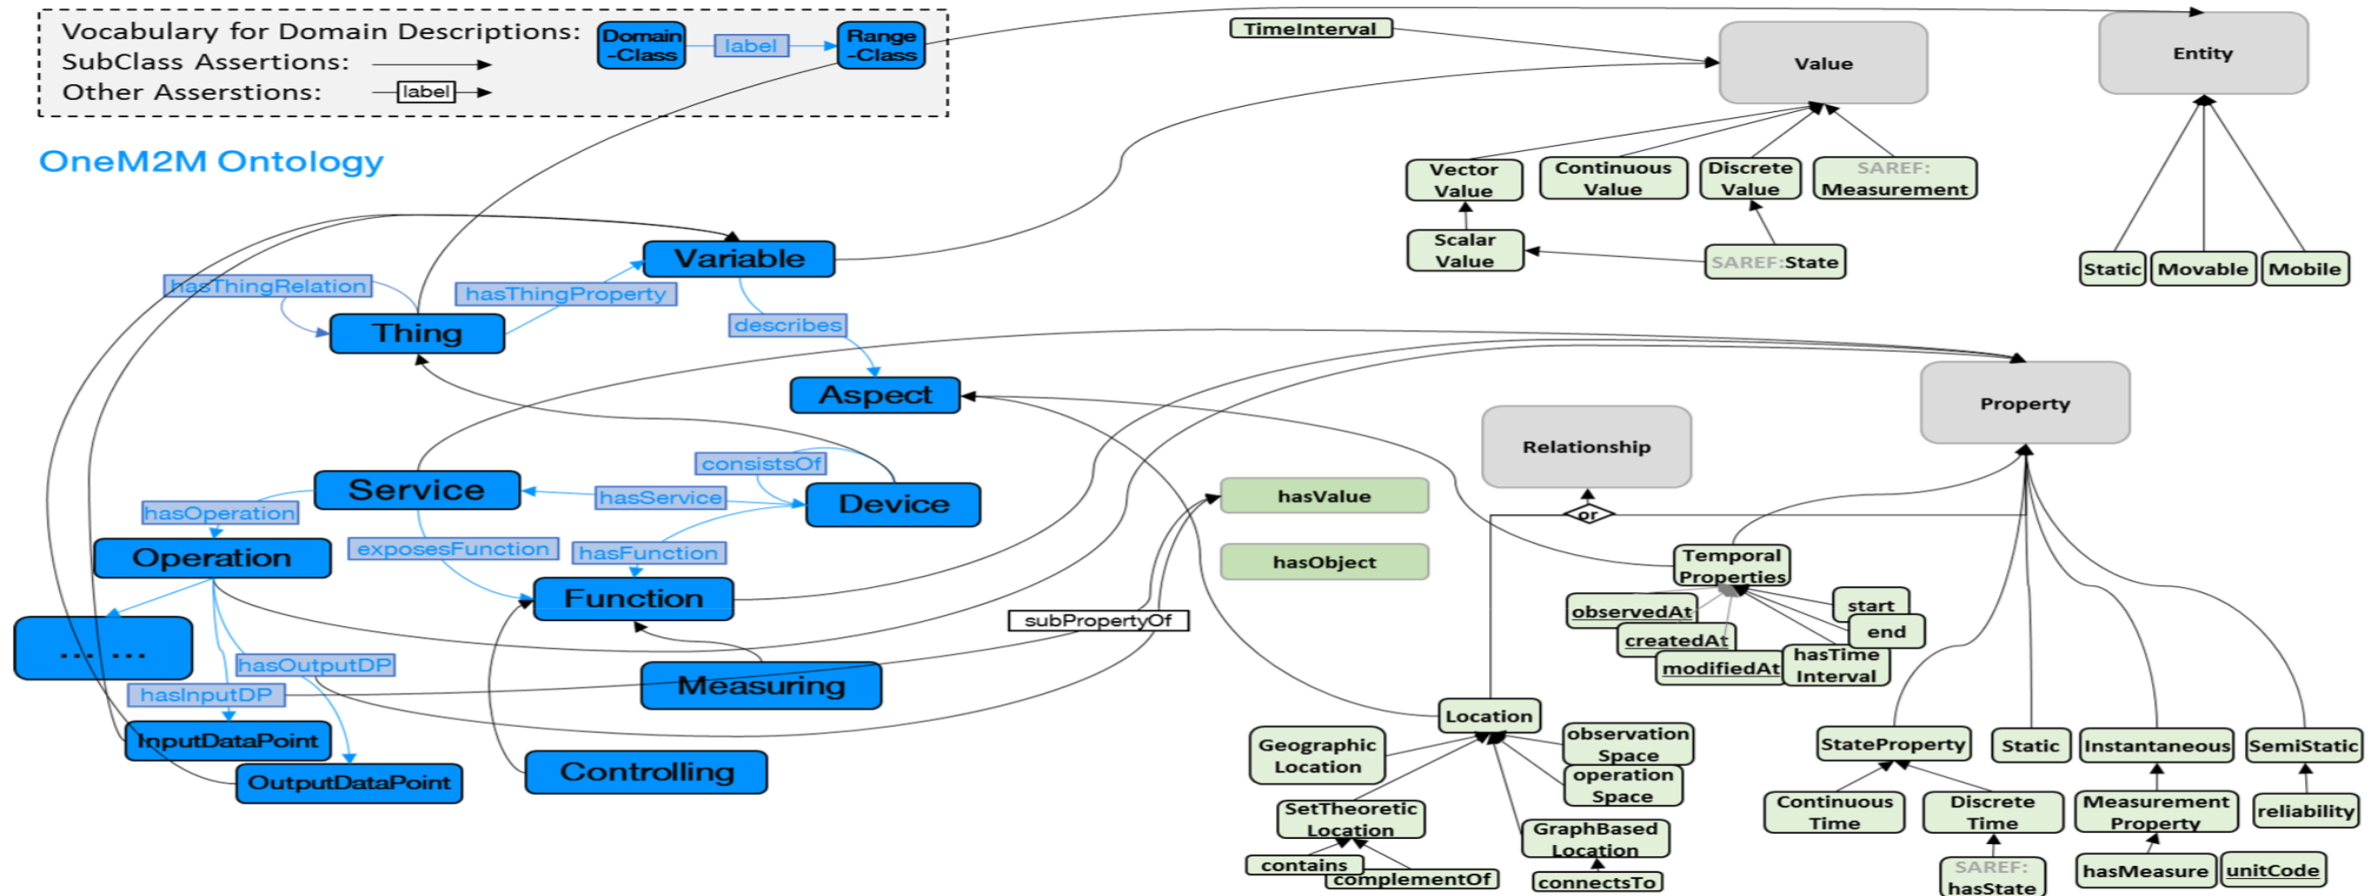 Vocabulary for Domain Descriptions:
Domain
-Class
label
Range
-Class
SubClass Assertions:
Other Asserstions:
label
OneM2M Ontology
TimeInterval
Value
Entity
Vector
Value
Continuous
Value
Discrete
Value
SAREF:
Measurement
Scalar
Value
SAREF:State
Static
Movable
Mobile
Variable
hasThingRelation
hasThingProperty
Thing
describes
Aspect
Property
Relationship
consistsOf
Service
hasService
Device
hasValue
hasOperation
or
Operation
exposesFunction
hasFunction
hasObject
Temporal
Properties
Function
observedAt
start
createdAt
end
subPropertyOf
modifiedAt
hasTime
Interval
... ...
hasOutputDP
hasInputDP
Measuring
Location
InputDataPoint
Geographic
Location
observation
Space
StateProperty
Static
Instantaneous
SemiStatic
OutputDataPoint
Controlling
operation
Space
SetTheoretic
Location
Continuous
Time
Discrete
Time
Measurement
Property
reliability
GraphBased
Location
contains
complementOf
connectsTo
SAREF:
hasState
hasMeasure
unitCode